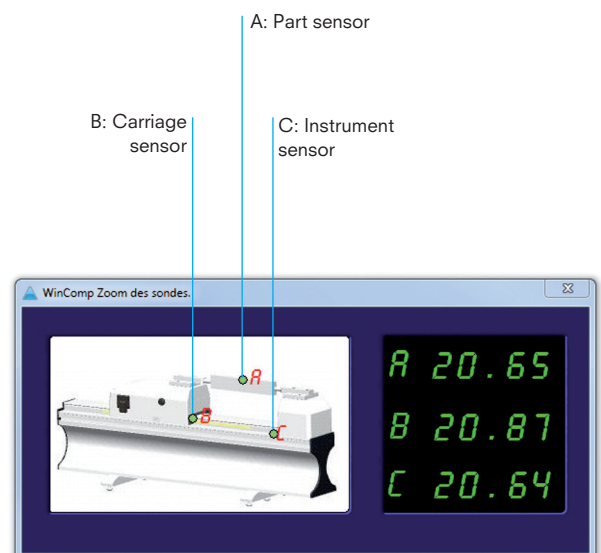 A: Part sensor
B: Carriage
sensor
C: Instrument
sensor
WinComp Zoom des sondes.
A
B
C
A 20.65
B 20.87
C 20.64